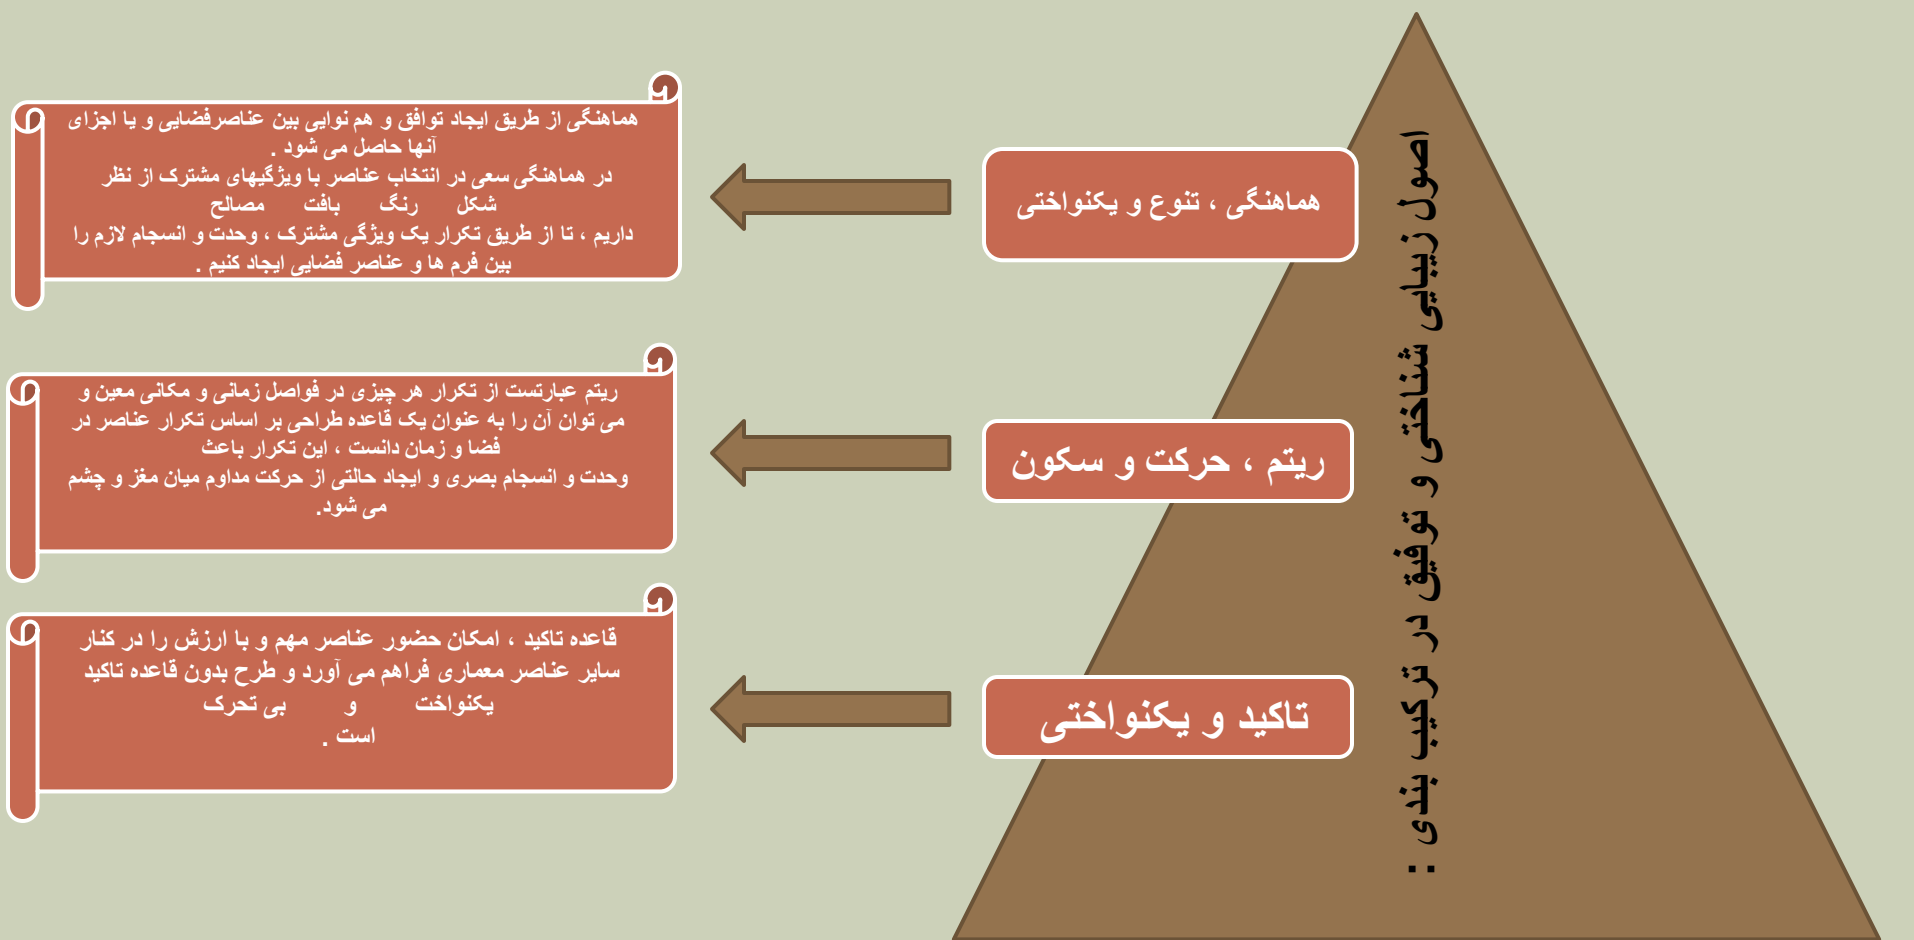 اصول زیبایی شناختی و توفیق در ترکیب بندی :
هماهنگی ، تنوع و یکنواختی
هماهنگی از طریق ایجاد توافق و هم نوایی بین عناصرفضایی و یا اجزای
آنها حاصل می شود .
در هماهنگی سعی در انتخاب عناصر با ویژگیهای مشترک از نظر
شکل رنگ بافت مصالح
داریم ، تا از طریق تکرار یک ویژگی مشترک ، وحدت و انسجام لازم را
بین فرم ها و عناصر فضایی ایجاد کنیم .
ریتم ، حرکت و سکون
ریتم عبارتست از تکرار هر چیزی در فواصل زمانی و مکانی معین و
می توان آن را به عنوان یک قاعده طراحی بر اساس تکرار عناصر در
فضا و زمان دانست ، این تکرار باعث
وحدت و انسجام بصری و ایجاد حالتی از حرکت مداوم میان مغز و چشم
می شود.
تاکید و یکنواختی
قاعده تاکید ، امکان حضور عناصر مهم و با ارزش را در کنار
سایر عناصر معماری فراهم می آورد و طرح بدون قاعده تاکید
یکنواخت و بی تحرک
است .